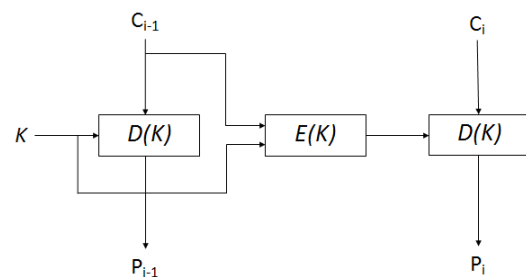 C_{i-1} C_i
K D(K) E(K) D(K)
P_{i-1} P_i